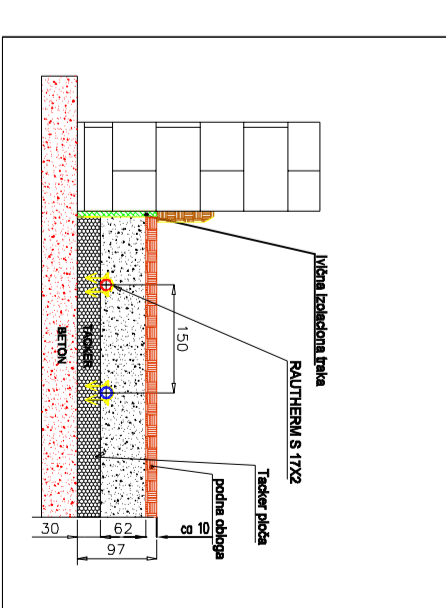 Ivična izolaciona traka
RAUTHERM S 17X2
Tacker ploča
podna obloga
150
TACKER
BETON
30
62
ca 10
97